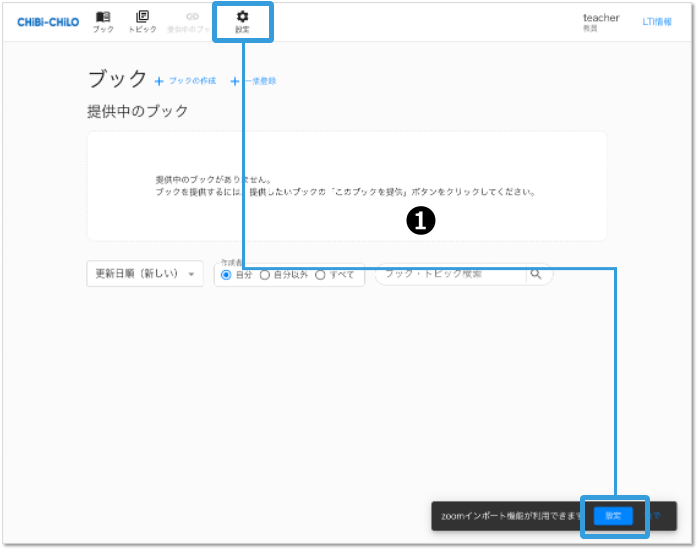 CHiBi-CHiLO
ブック
トピック
提供中のブック
設定
teacher
教員
LTI情報
ブック
ブックの作成
一括登録
提供中のブック
提供中のブックがありません。
ブックを提供するには、提供したいブックの「このブックを提供」ボタンをクリックしてください。
1
更新日順（新しい）
作成者
自分
自分以外
すべて
ブック・トピック検索
zoomインポート機能が利用できます
設定